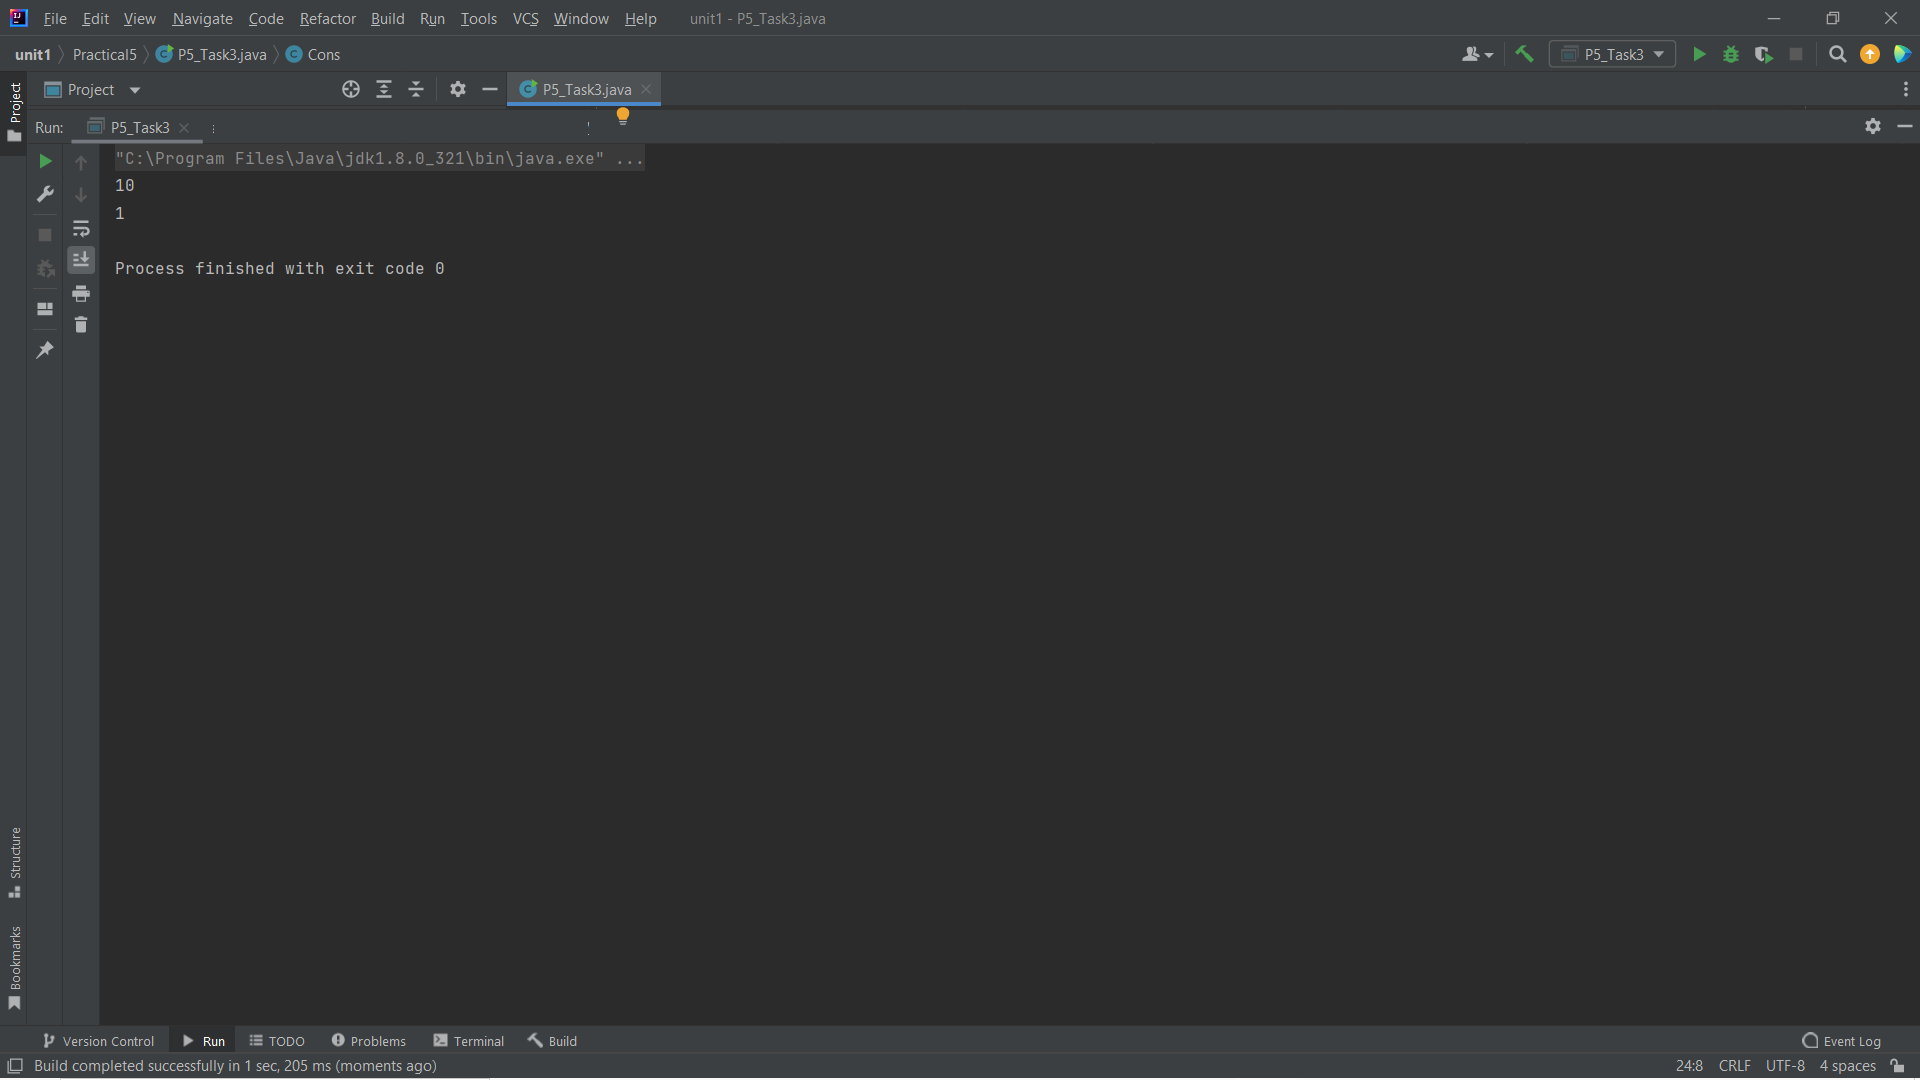 File Edit View Navigate Code Refactor Build Run Tools VCS Window Help unit1 - P5_Task3.java
unit1 Practical5 P5_Task3.java Cons P5_Task3
Project P5_Task3.java
Project
Run: P5_Task3
"C:\Program Files\Java\jdk1.8.0_321\bin\java.exe" ...
10
1
Process finished with exit code 0
Structure
Bookmarks
Version Control Run TODO Problems Terminal Build Event Log
Build completed successfully in 1 sec, 205 ms (moments ago) 24:8 CRLF UTF-8 4 spaces